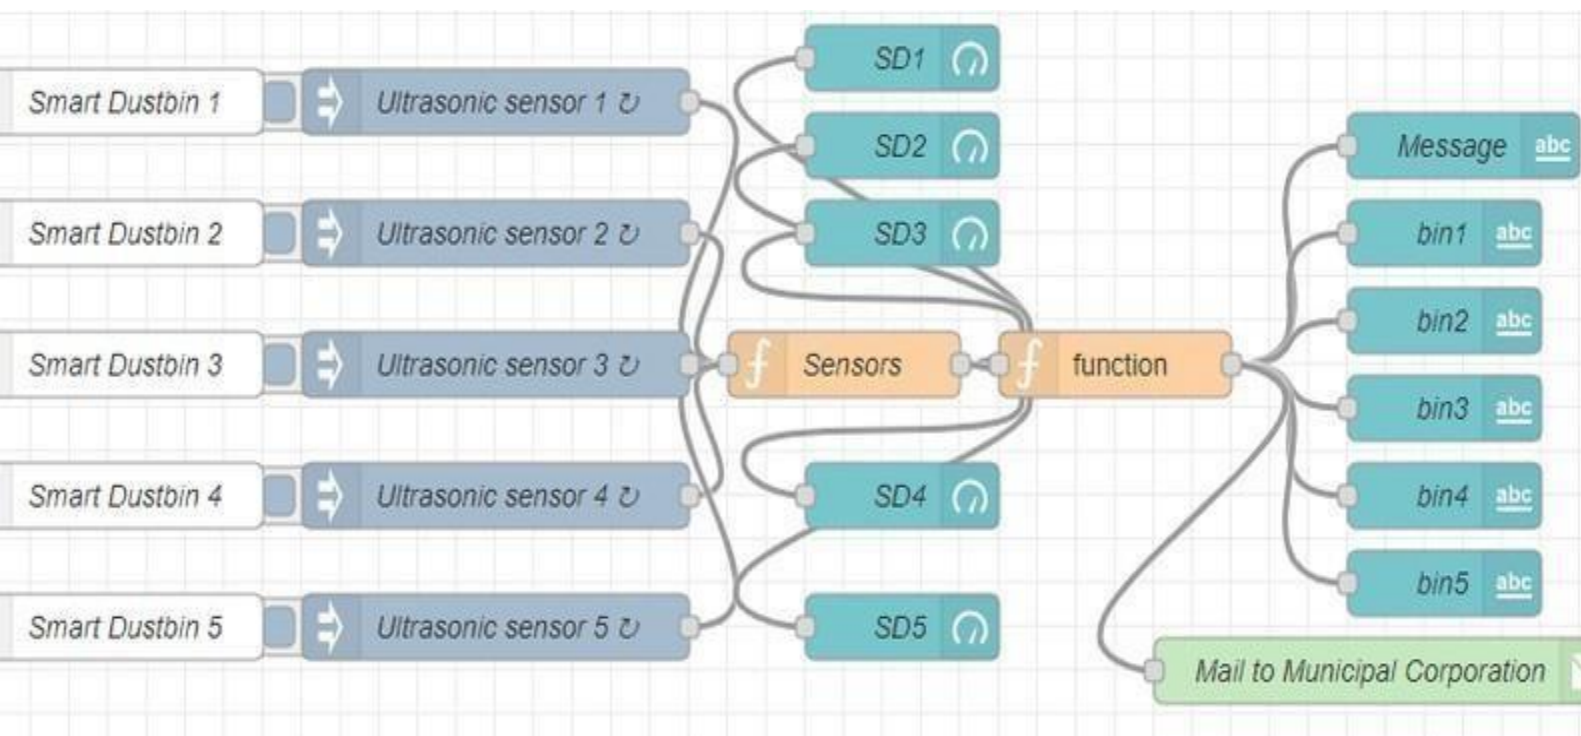 Smart Dustbin 1
Ultrasonic sensor 1 ↻
Smart Dustbin 2
Ultrasonic sensor 2 ↻
Smart Dustbin 3
Ultrasonic sensor 3 ↻
Smart Dustbin 4
Ultrasonic sensor 4 ↻
Smart Dustbin 5
Ultrasonic sensor 5 ↻
SD1
SD2
SD3
Sensors
function
SD4
SD5
Message abc
bin1 abc
bin2 abc
bin3 abc
bin4 abc
bin5 abc
Mail to Municipal Corporation